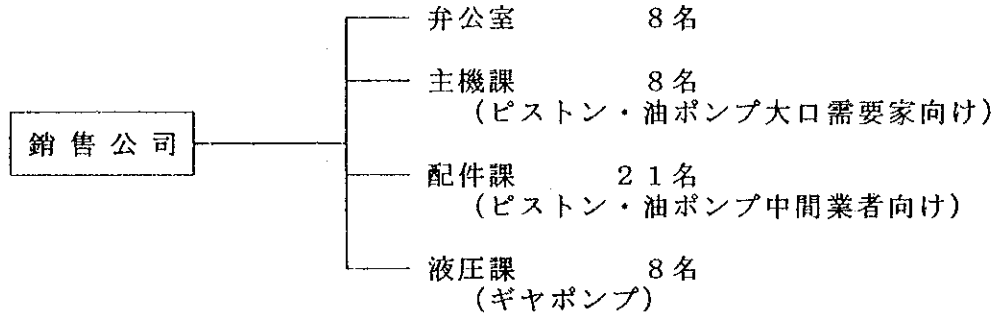 弁公室 8名
主機課 8名
(ピストン・油ポンプ大口需要家向け)
銷售公司
配件課 21名
(ピストン・油ポンプ中間業者向け)
液圧課 8名
(ギヤポンプ)